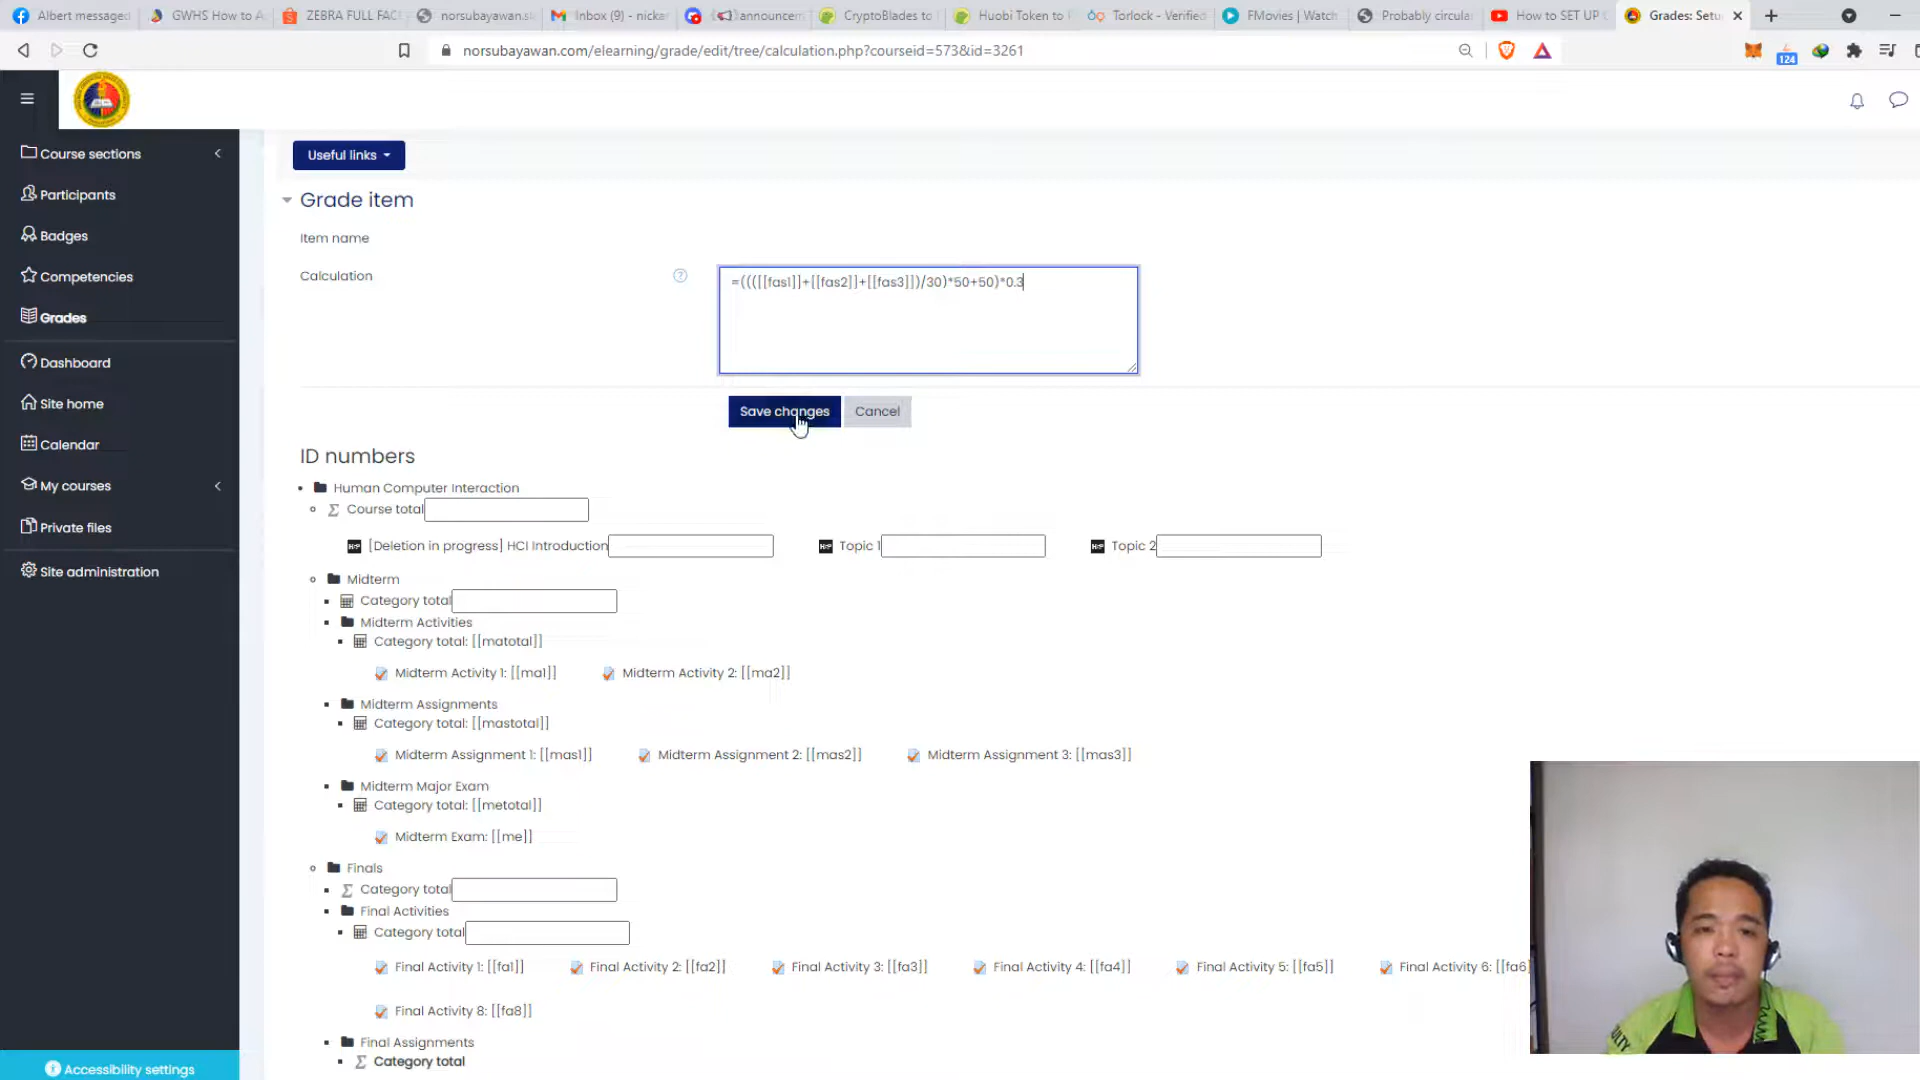 Albert messaged
GWHS How to A
ZEBRA FULL FAC
norsubayawan.s
Inbox (9) - nickar
announcem
CryptoBlades to
Huobi Token to
Torlock - Verified
FMovies | Watch
Probably circula
How to SET UP
Grades: Setu
norsubayawan.com/elearning/grade/edit/tree/calculation.php?courseid=573&id=3261
124
Course sections
Participants
Badges
Competencies
Grades
Dashboard
Site home
Calendar
My courses
Private files
Site administration
Accessibility settings
Useful links
Grade item
Item name
Calculation
=((([[fas1]]+[[fas2]]+[[fas3]])/30)*50+50)*0.3
Save changes Cancel
ID numbers
Human Computer Interaction
Course total
[Deletion in progress] HCI Introduction Topic 1 Topic 2
Midterm
Category total
Midterm Activities
Category total: [[matotal]]
Midterm Activity 1: [[ma1]] Midterm Activity 2: [[ma2]]
Midterm Assignments
Category total: [[mastotal]]
Midterm Assignment 1: [[mas1]] Midterm Assignment 2: [[mas2]] Midterm Assignment 3: [[mas3]]
Midterm Major Exam
Category total: [[metotal]]
Midterm Exam: [[me]]
Finals
Category total
Final Activities
Category total
Final Activity 1: [[fa1]] Final Activity 2: [[fa2]] Final Activity 3: [[fa3]] Final Activity 4: [[fa4]] Final Activity 5: [[fa5]] Final Activity 6: [[fa6]
Final Activity 8: [[fa8]]
Final Assignments
Category total